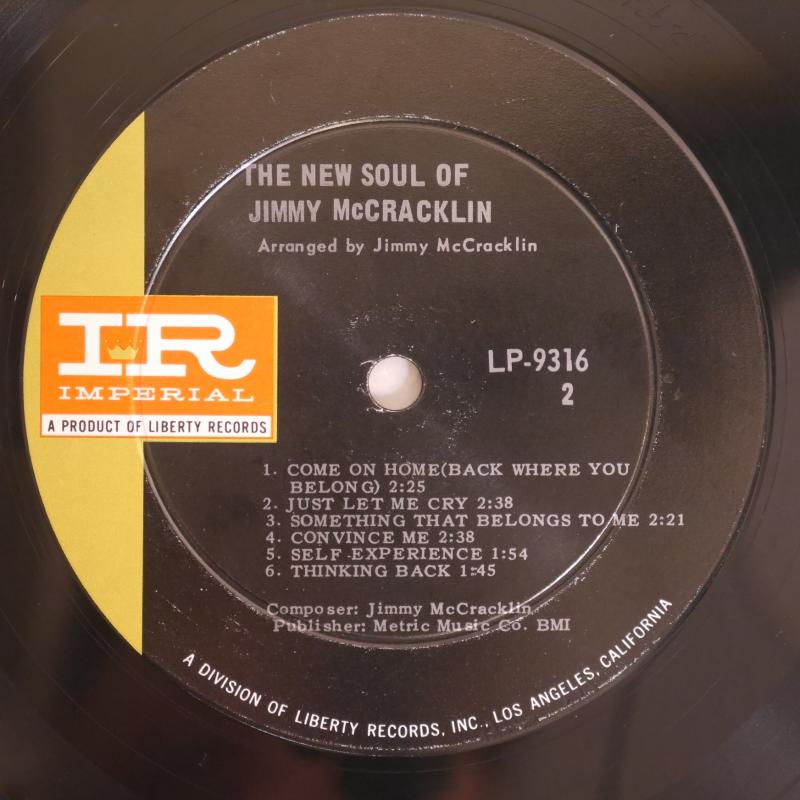 THE NEW SOUL OF
JIMMY McCRACKLIN
Arranged by Jimmy McCracklin
IR
IMPERIAL
A PRODUCT OF LIBERTY RECORDS
LP-9316
2
1. COME ON HOME(BACK WHERE YOU
BELONG) 2:25
2. JUST LET ME CRY 2:38
3. SOMETHING THAT BELONGS TO ME 2:21
4. CONVINCE ME 2:38
5. SELF-EXPERIENCE 1:54
6. THINKING BACK 1:45
Composer: Jimmy McCracklin
Publisher: Metric Music Co. BMI
A DIVISION OF LIBERTY RECORDS, INC., LOS ANGELES, CALIFORNIA